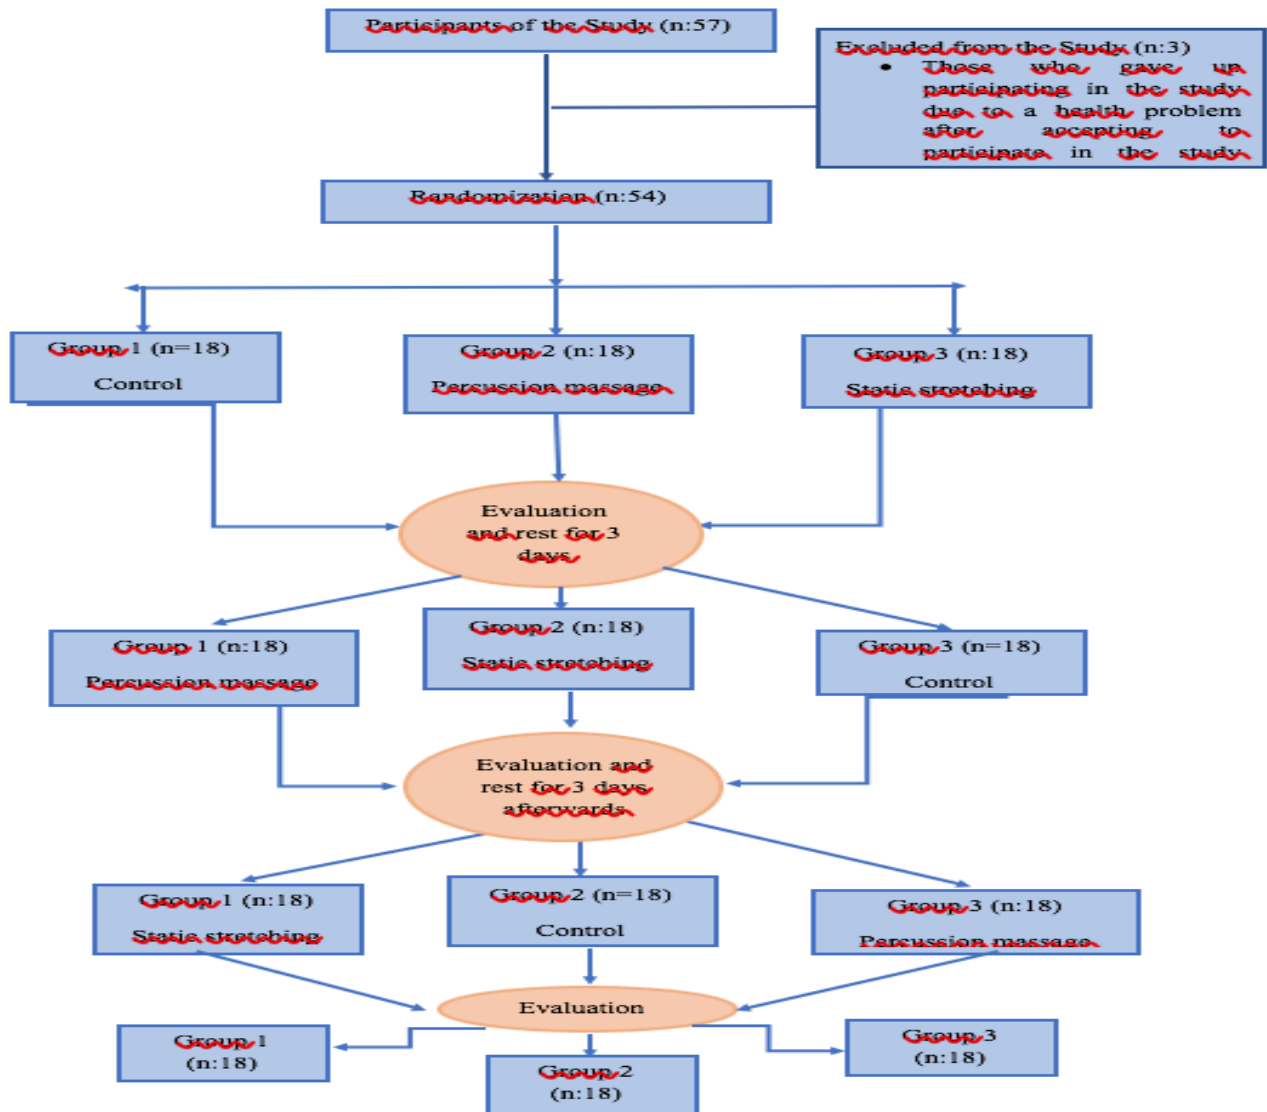 Participants of the Study (n:57)
Excluded from the Study (n:3)
• Those who gave up
participating in the study
due to a health problem
after accepting to
participate in the study
Randomization (n:54)
Group 1 (n=18)
Control
Group 2 (n:18)
Percussion massage
Group 3 (n:18)
Static stretching
Evaluation
and rest for 3
days
Group 1 (n:18)
Percussion massage
Group 2 (n:18)
Static stretching
Group 3 (n=18)
Control
Evaluation and
rest for 3 days
afterwards
Group 1 (n:18)
Static stretching
Group 2 (n=18)
Control
Group 3 (n:18)
Percussion massage
Evaluation
Group 1
(n:18)
Group 2
(n:18)
Group 3
(n:18)